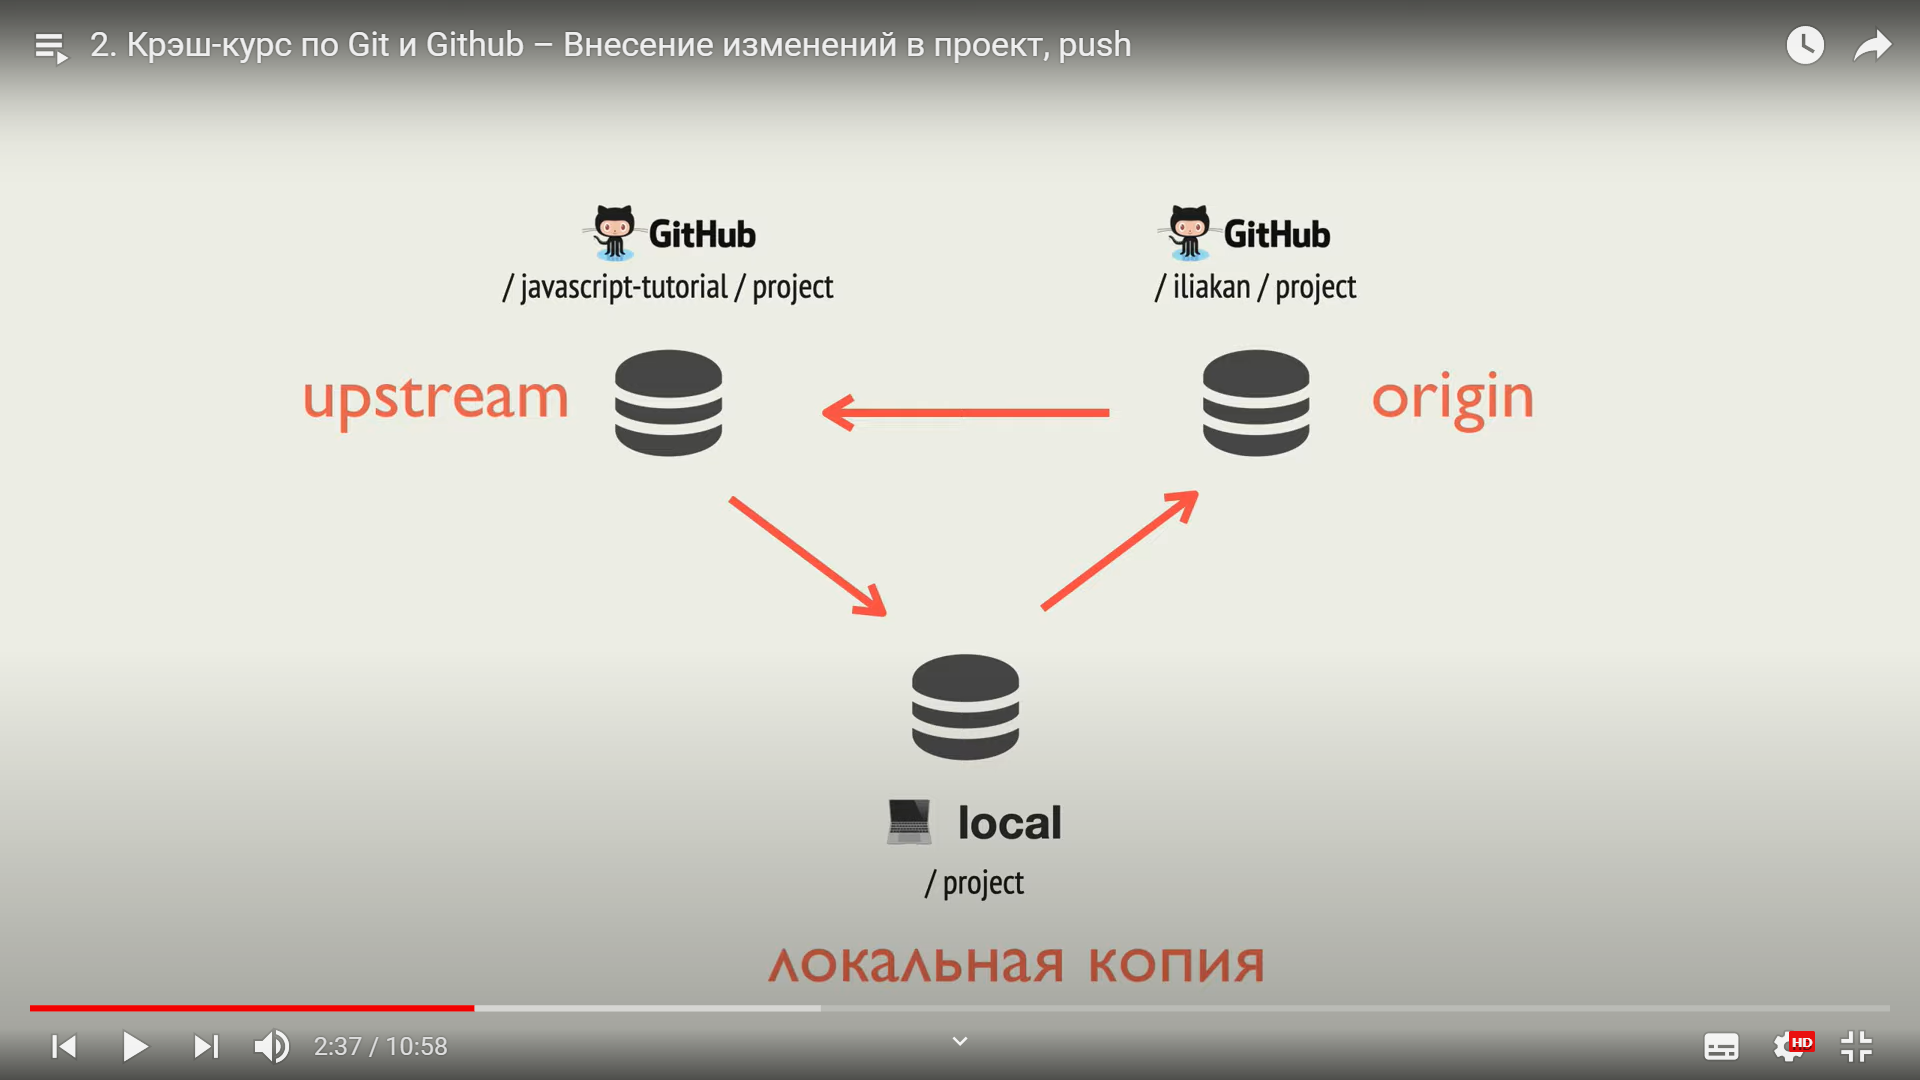 2. Крэш-курс по Git и Github – Внесение изменений в проект, push
GitHub
/ javascript-tutorial / project
GitHub
/ iliakan / project
upstream
origin
local
/ project
локальная копия
2:37 / 10:58
HD